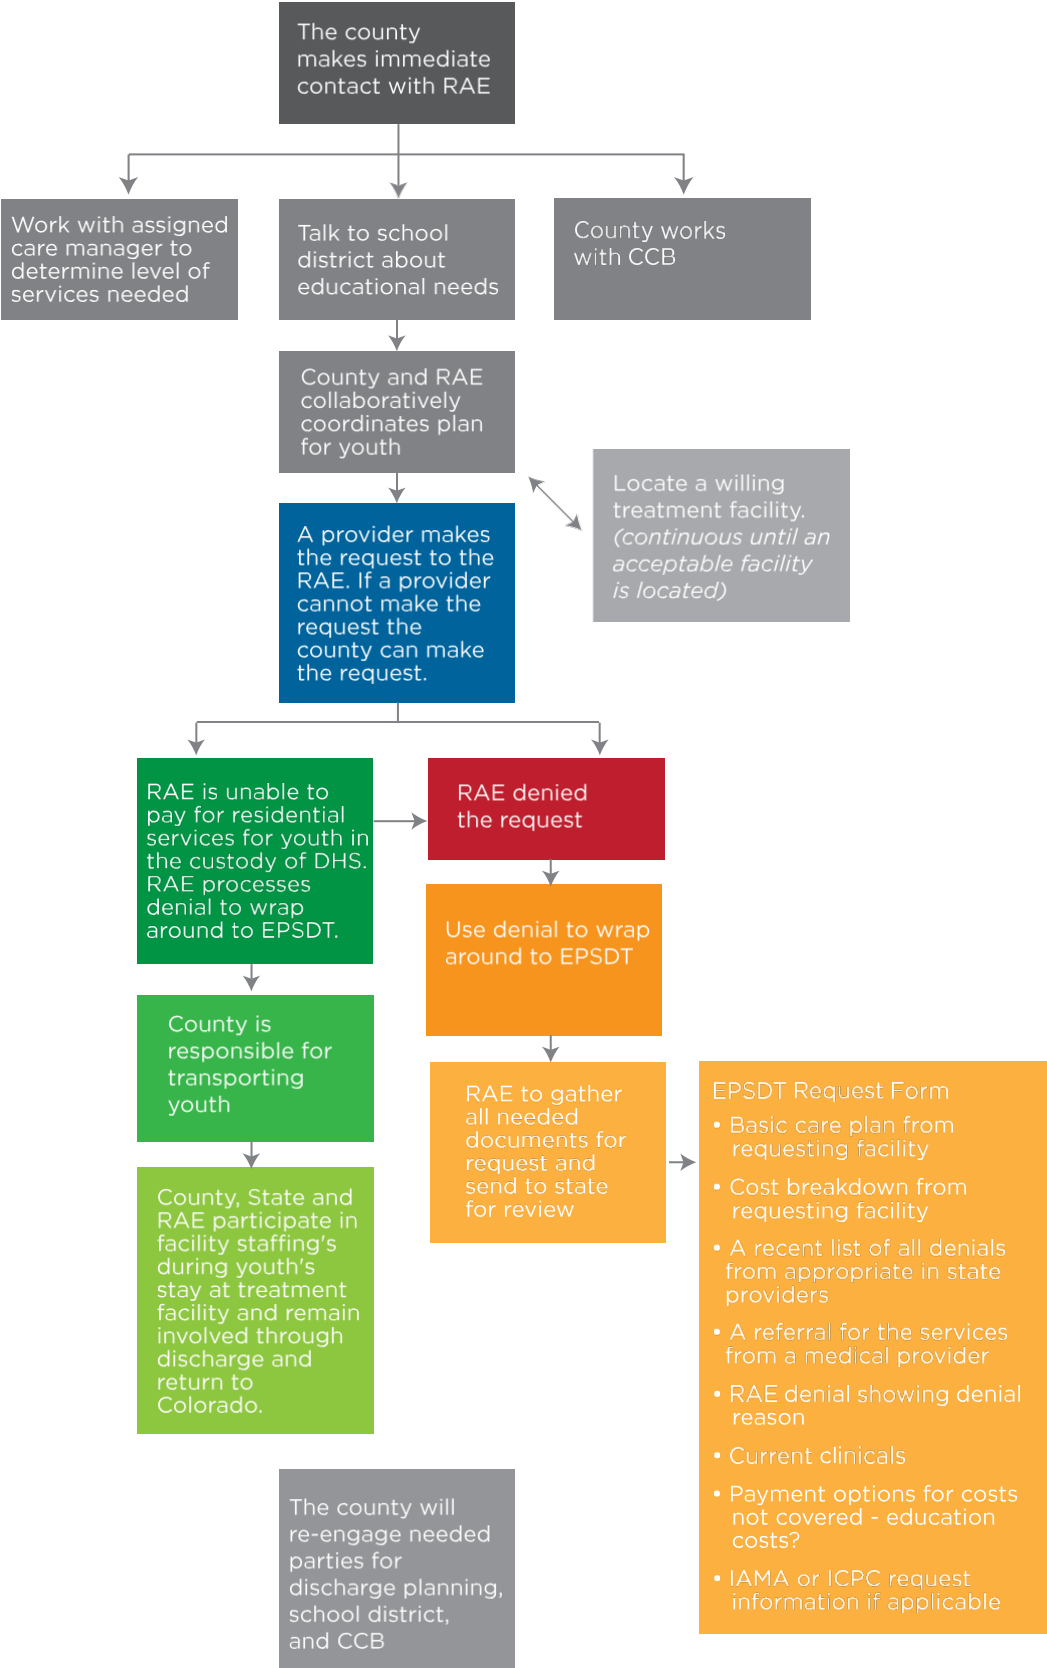 The county
makes immediate
contact with RAE
Work with assigned
care manager to
determine level of
services needed
Talk to school
district about
educational needs
County works
with CCB
County and RAE
collaboratively
coordinates plan
for youth
Locate a willing
treatment facility.
(continuous until an
acceptable facility
is located)
A provider makes
the request to the
RAE. If a provider
cannot make the
request the
county can make
the request.
RAE is unable to
pay for residential
services for youth in
the custody of DHS.
RAE processes
denial to wrap
around to EPSDT.
RAE denied
the request
Use denial to wrap
around to EPSDT
County is
responsible for
transporting
youth
RAE to gather
all needed
documents for
request and
send to state
for review
EPSDT Request Form
• Basic care plan from
requesting facility
• Cost breakdown from
requesting facility
• A recent list of all denials
from appropriate in state
providers
• A referral for the services
from a medical provider
• RAE denial showing denial
reason
• Current clinicals
• Payment options for costs
not covered - education
costs?
• IAMA or ICPC request
information if applicable
County, State and
RAE participate in
facility staffing's
during youth's
stay at treatment
facility and remain
involved through
discharge and
return to
Colorado.
The county will
re-engage needed
parties for
discharge planning,
school district,
and CCB